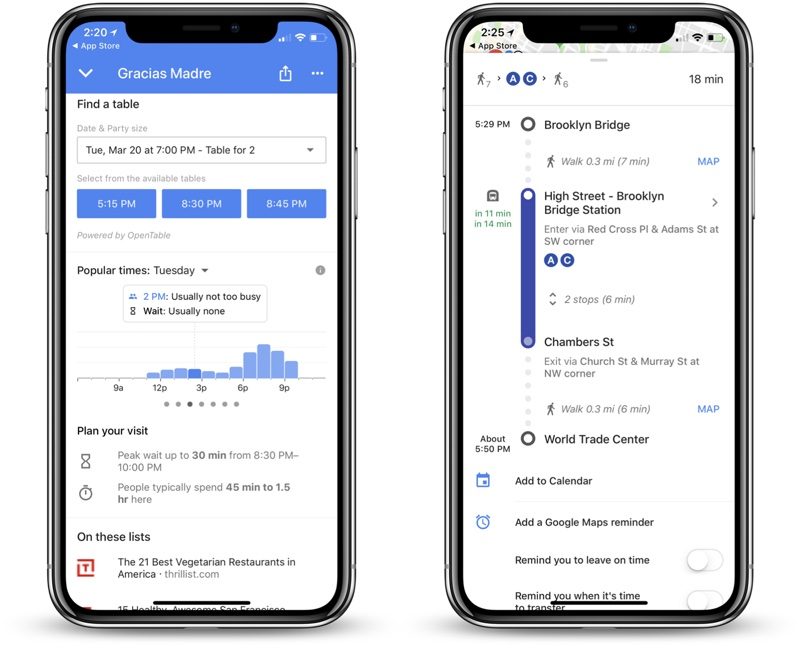 2:20
App Store
Gracias Madre
Find a table
Date & Party size
Tue, Mar 20 at 7:00 PM - Table for 2
Select from the available tables
5:15 PM
8:30 PM
8:45 PM
Powered by OpenTable
Popular times: Tuesday
2 PM: Usually not too busy
Wait: Usually none
9a
12p
3p
6p
9p
Plan your visit
Peak wait up to 30 min from 8:30 PM–
10:00 PM
People typically spend 45 min to 1.5
hr here
On these lists
The 21 Best Vegetarian Restaurants in
America · thrillist.com
15 Healthy, Awesome San Francisco
2:25
App Store
7
A
C
6
18 min
5:29 PM
Brooklyn Bridge
Walk 0.3 mi (7 min)
MAP
in 11 min
in 14 min
High Street - Brooklyn
Bridge Station
Enter via Red Cross Pl & Adams St at
SW corner
A
C
2 stops (6 min)
Chambers St
Exit via Church St & Murray St at
NW corner
Walk 0.3 mi (6 min)
MAP
About
5:50 PM
World Trade Center
Add to Calendar
Add a Google Maps reminder
Remind you to leave on time
Remind you when it's time
to transfer